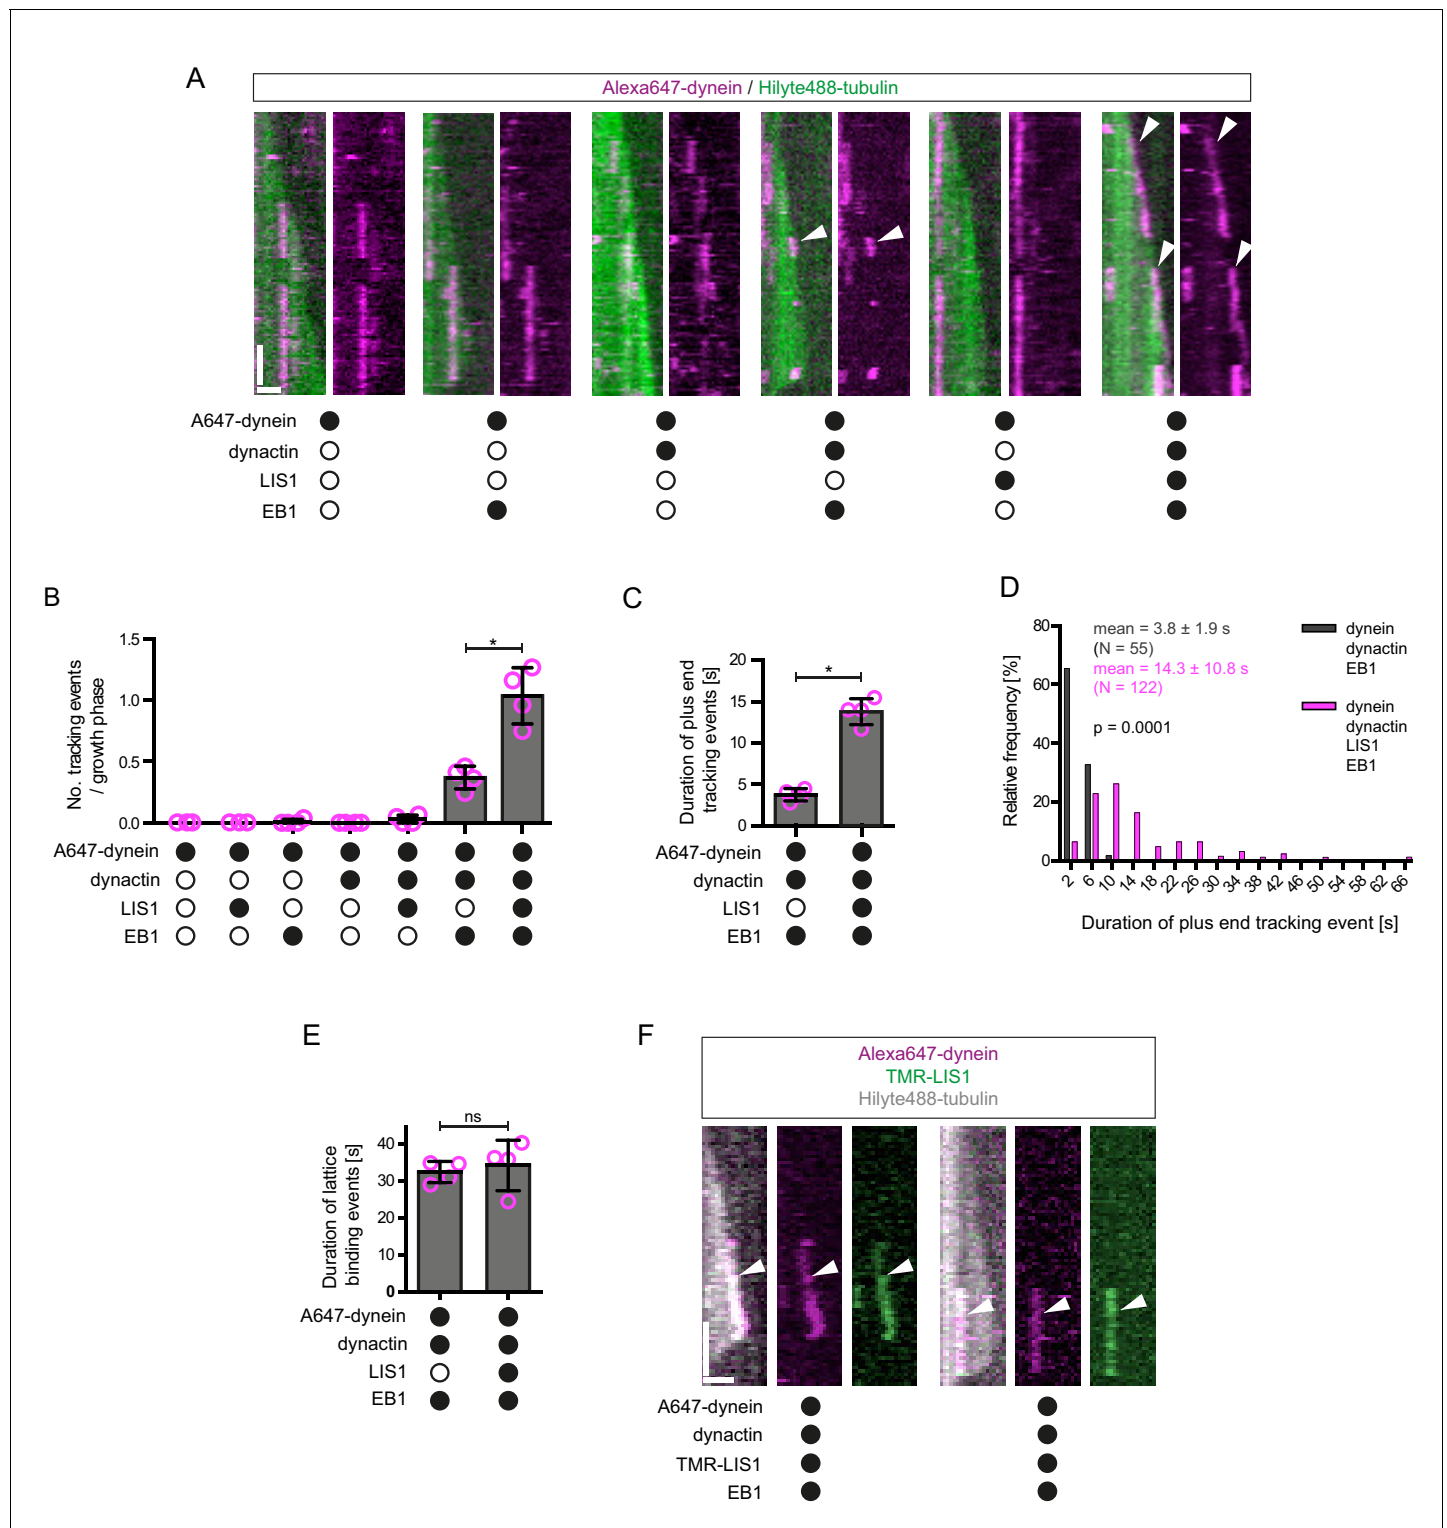 A
Alexa647-dynein / Hilyte488-tubulin
A647-dynein
dynactin
LIS1
EB1
B
No. tracking events
/ growth phase
1.5
1.0
0.5
0.0
*
A647-dynein
dynactin
LIS1
EB1
C
Duration of plus end
tracking events [s]
20
15
10
5
0
*
A647-dynein
dynactin
LIS1
EB1
D
Relative frequency [%]
80
60
40
20
0
mean = 3.8 ± 1.9 s
(N = 55)
mean = 14.3 ± 10.8 s
(N = 122)
p = 0.0001
dynein
dynactin
EB1
dynein
dynactin
LIS1
EB1
2 6 10 14 18 22 26 30 34 38 42 46 50 54 58 62 66
Duration of plus end tracking event [s]
E
Duration of lattice
binding events [s]
40
30
20
10
0
ns
A647-dynein
dynactin
LIS1
EB1
F
Alexa647-dynein
TMR-LIS1
Hilyte488-tubulin
A647-dynein
dynactin
TMR-LIS1
EB1